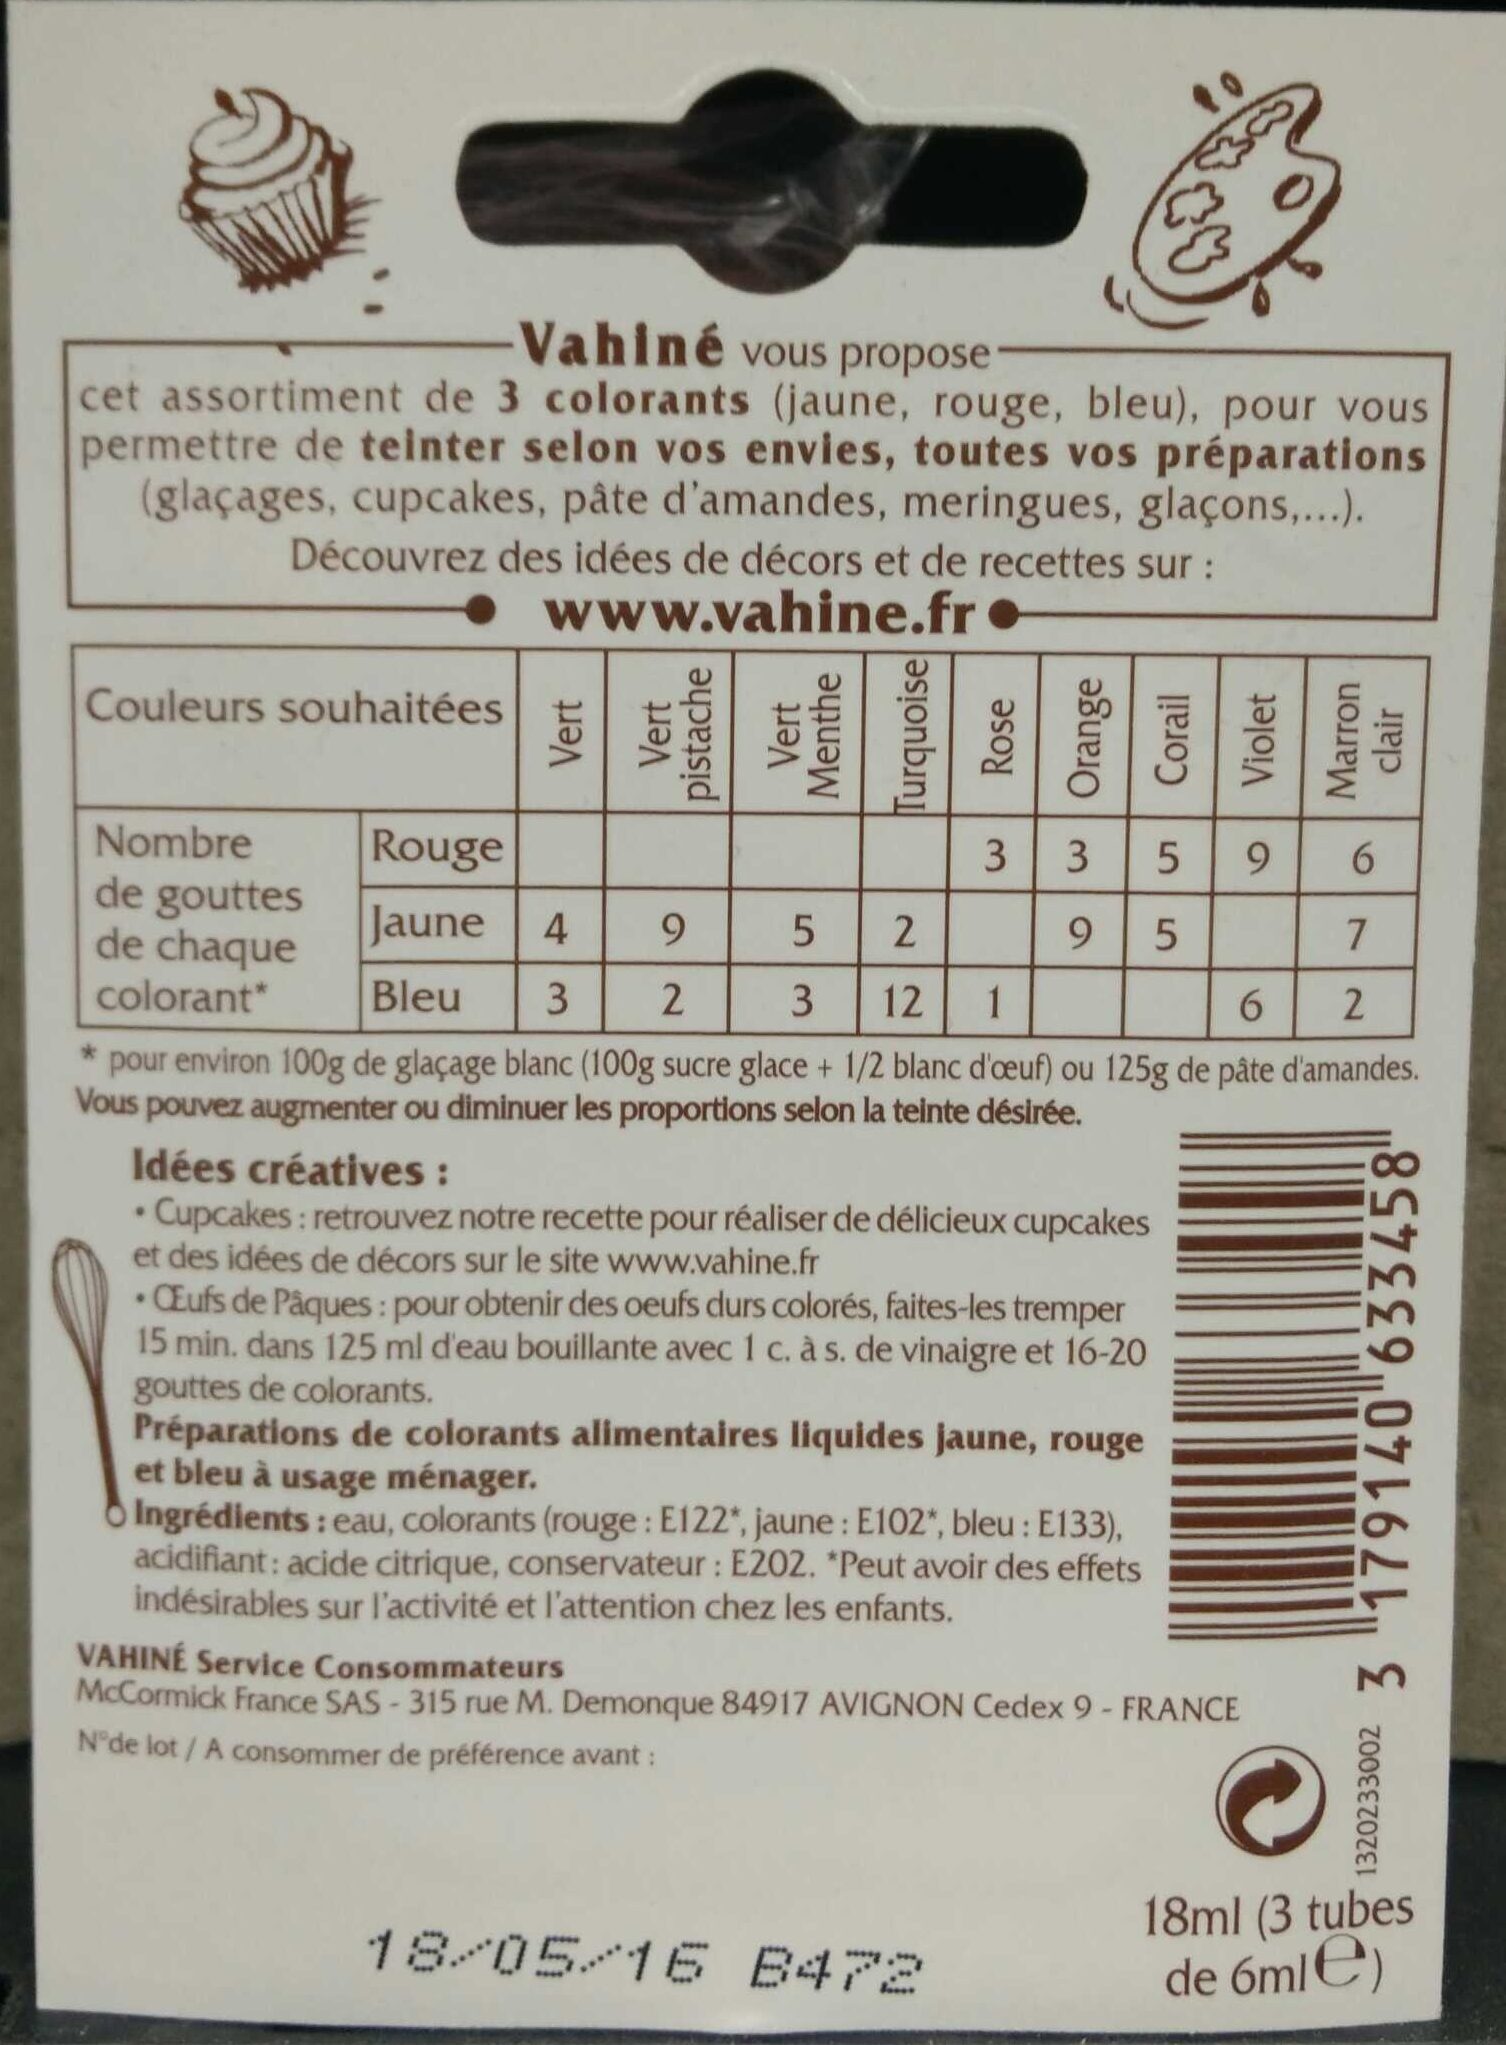 Vahiné vous propose
cet assortiment de 3 colorants (jaune, rouge, bleu), pour vous
permettre de teinter selon vos envies, toutes vos préparations
(glaçages, cupcakes, pâte d'amandes, meringues, glaçons,...).
Découvrez des idées de décors et de recettes sur :
www.vahine.fr
Couleurs souhaitées Vert Vert pistache Vert Menthe Turquoise Rose Orange Corail Violet Marron clair
Nombre de gouttes de chaque colorant*
Rouge 3 3 5 9 6
Jaune 4 9 5 2 9 5 7
Bleu 3 2 3 12 1 6 2
* pour environ 100g de glaçage blanc (100g sucre glace + 1/2 blanc d'œuf) ou 125g de pâte d'amandes.
Vous pouvez augmenter ou diminuer les proportions selon la teinte désirée.
Idées créatives :
• Cupcakes : retrouvez notre recette pour réaliser de délicieux cupcakes
et des idées de décors sur le site www.vahine.fr
• Œufs de Pâques : pour obtenir des oeufs durs colorés, faites-les tremper
15 min. dans 125 ml d'eau bouillante avec 1 c. à s. de vinaigre et 16-20
gouttes de colorants.
Préparations de colorants alimentaires liquides jaune, rouge
et bleu à usage ménager.
Ingrédients : eau, colorants (rouge : E122*, jaune : E102*, bleu : E133),
acidifiant : acide citrique, conservateur : E202. *Peut avoir des effets
indésirables sur l'activité et l'attention chez les enfants.
VAHINÉ Service Consommateurs
McCormick France SAS - 315 rue M. Demonque 84917 AVIGNON Cedex 9 - FRANCE
N°de lot / A consommer de préférence avant :
18/05/16 B472
3 179140 633458
1320233002
18ml (3 tubes
de 6ml e)